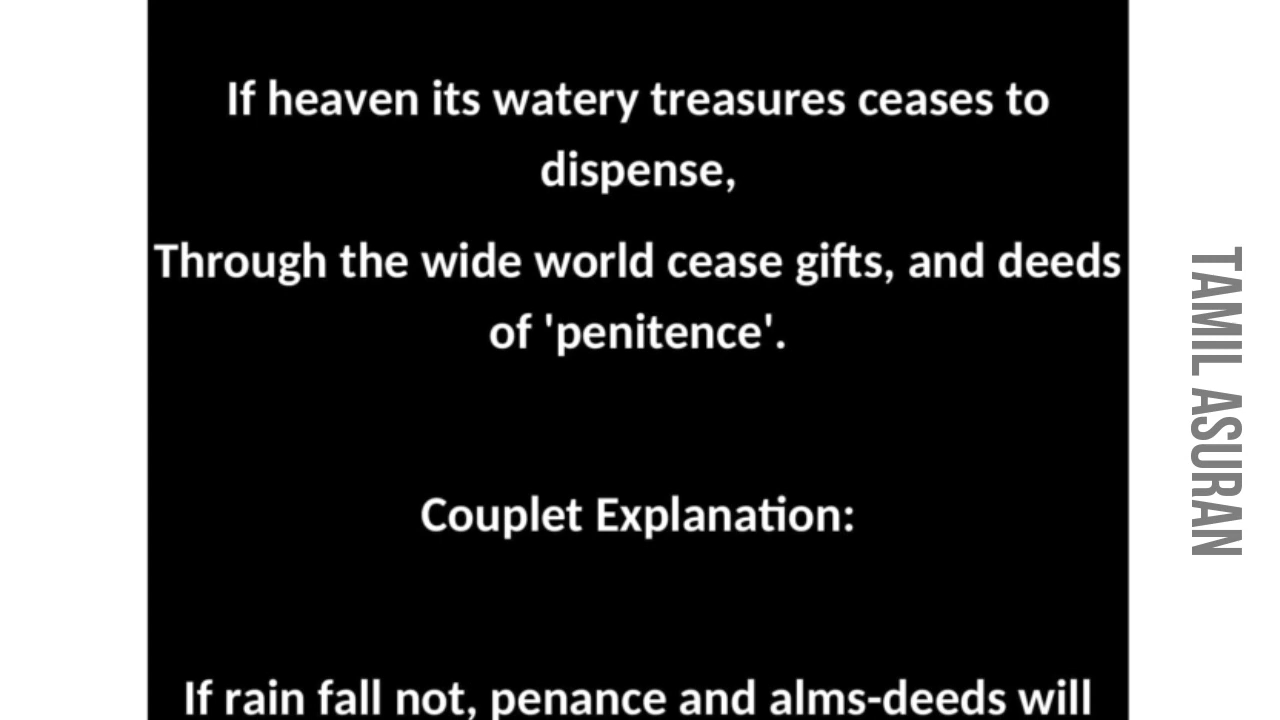 If heaven its watery treasures ceases to
dispense,
Through the wide world cease gifts, and deeds
of 'penitence'.
Couplet Explanation:
If rain fall not, penance and alms-deeds will
TAMIL ASURAN